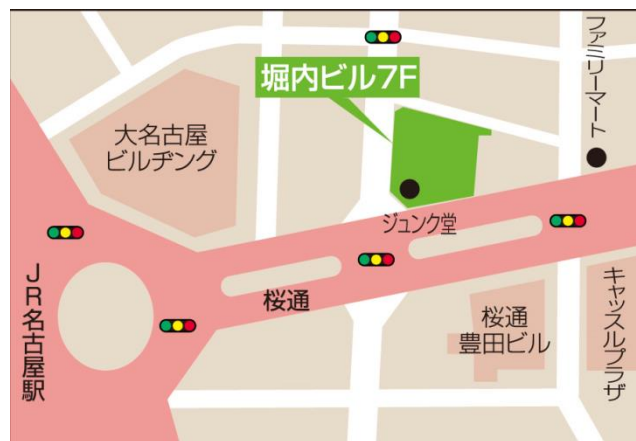 堀内ビル7F
ファミリーマート
大名古屋
ビルヂング
ジュンク堂
桜通
JR名古屋駅
桜通
豊田ビル
キャッスルプラザ